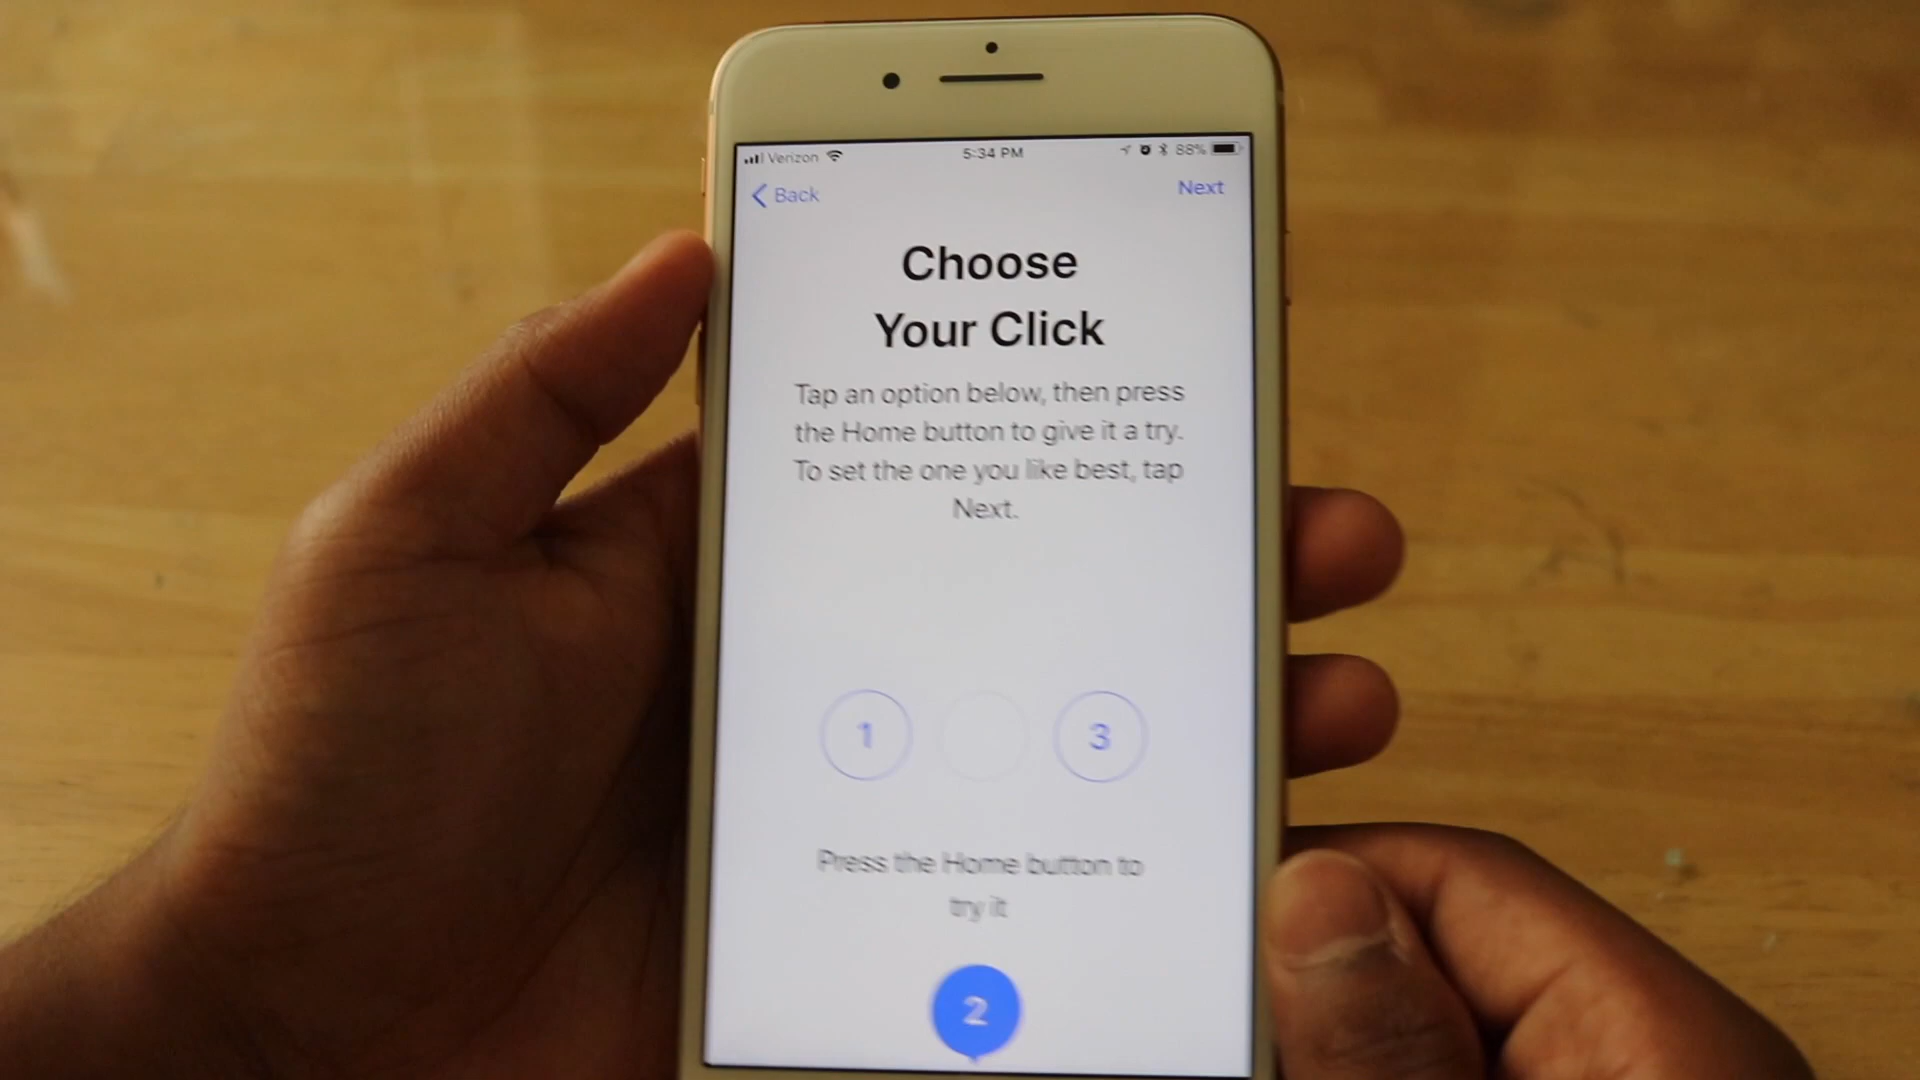 Verizon 5:34 PM 88%
Back Next
Choose
Your Click
Tap an option below, then press
the Home button to give it a try.
To set the one you like best, tap
Next.
1 3
Press the Home button to
try it
2